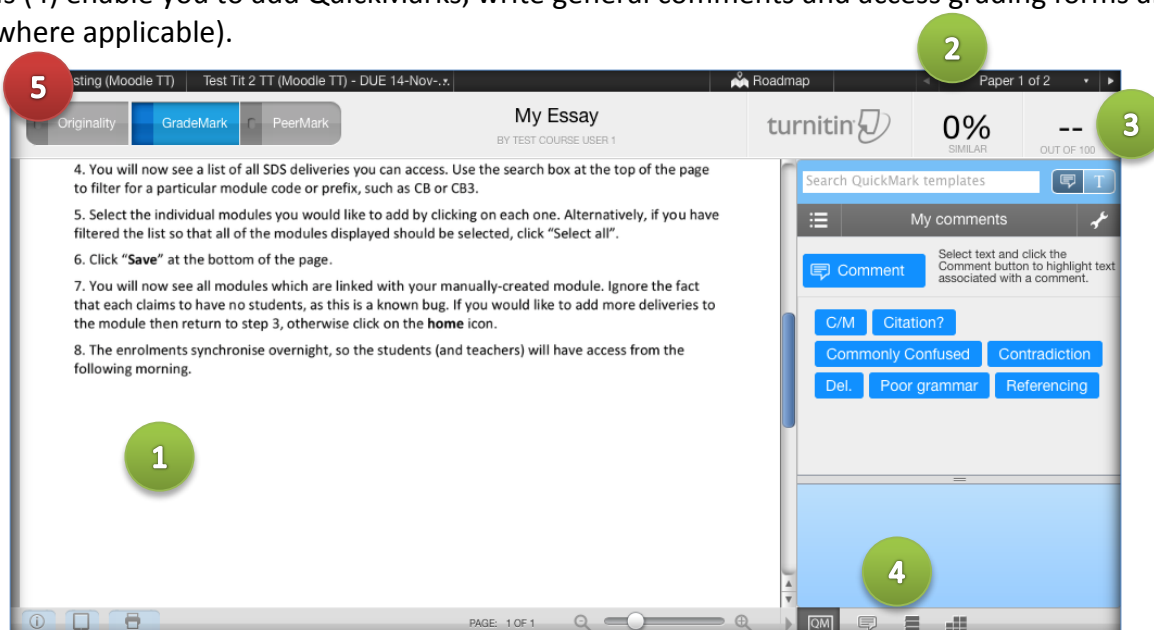 s (4) enable you to add QuickMarks, write general comments and access grading forms a
where applicable).
2
5
sting (Moodle TT) Test Tit 2 TT (Moodle TT) - DUE 14-Nov-... Roadmap Paper 1 of 2
Originality GradeMark PeerMark
My Essay
BY TEST COURSE USER 1
turnitin
0%
SIMILAR
--
OUT OF 100
3
4. You will now see a list of all SDS deliveries you can access. Use the search box at the top of the page
to filter for a particular module code or prefix, such as CB or CB3.
5. Select the individual modules you would like to add by clicking on each one. Alternatively, if you have
filtered the list so that all of the modules displayed should be selected, click “Select all”.
6. Click “Save” at the bottom of the page.
7. You will now see all modules which are linked with your manually-created module. Ignore the fact
that each claims to have no students, as this is a known bug. If you would like to add more deliveries to
the module then return to step 3, otherwise click on the home icon.
8. The enrolments synchronise overnight, so the students (and teachers) will have access from the
following morning.
1
Search QuickMark templates
T
My comments
Comment
Select text and click the
Comment button to highlight text
associated with a comment.
C/M Citation?
Commonly Confused Contradiction
Del. Poor grammar Referencing
4
PAGE: 1 OF 1
QM